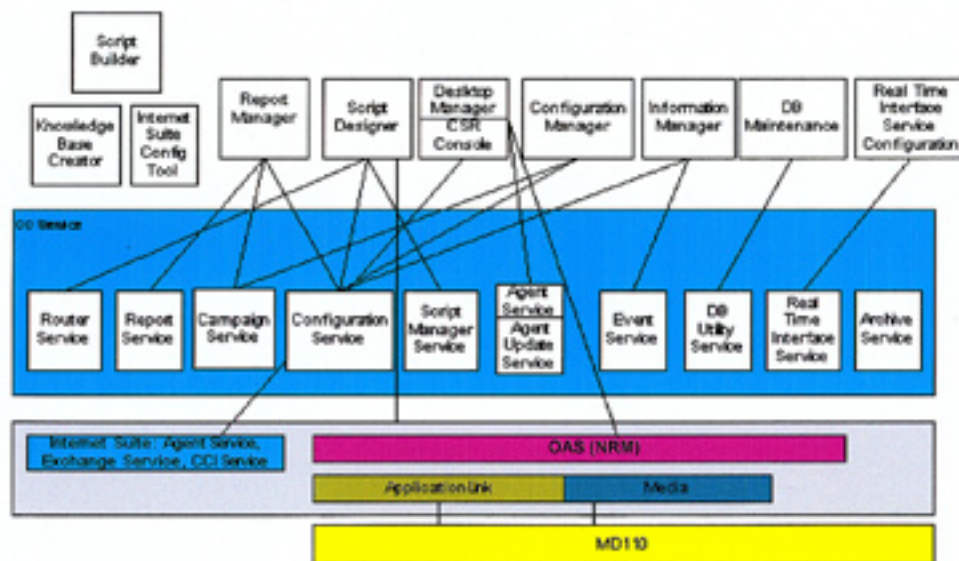 Script
Builder
Knowledge
Base
Creator
Internet
Suite
Config
Tool
Report
Manager
Script
Designer
Desktop
Manager
CSR
Console
Configuration
Manager
Information
Manager
DB
Maintenance
Real Time
Interface
Service
Configuration
Service
Router
Service
Report
Service
Campaign
Service
Configuration
Service
Script
Manager
Service
Agent
Service
Agent
Update
Service
Event
Service
DB
Utility
Service
Real
Time
Interface
Service
Archive
Service
Internet Suite: Agent Service,
Exchange Service, CCI Service
OAS (NRM)
Application link
Media
MD110